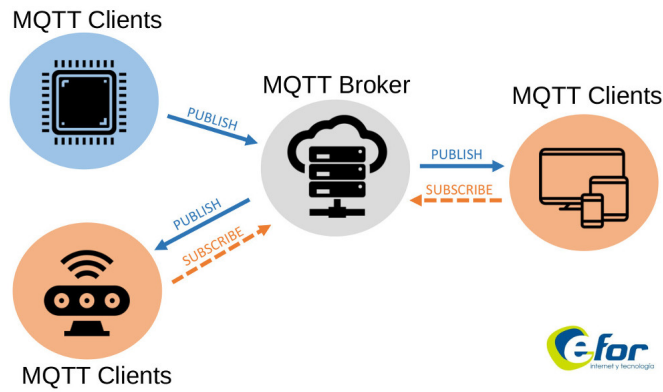 MQTT Clients
MQTT Broker
MQTT Clients
PUBLISH
PUBLISH
SUBSCRIBE
PUBLISH
SUBSCRIBE
MQTT Clients
efor
internet y tecnología